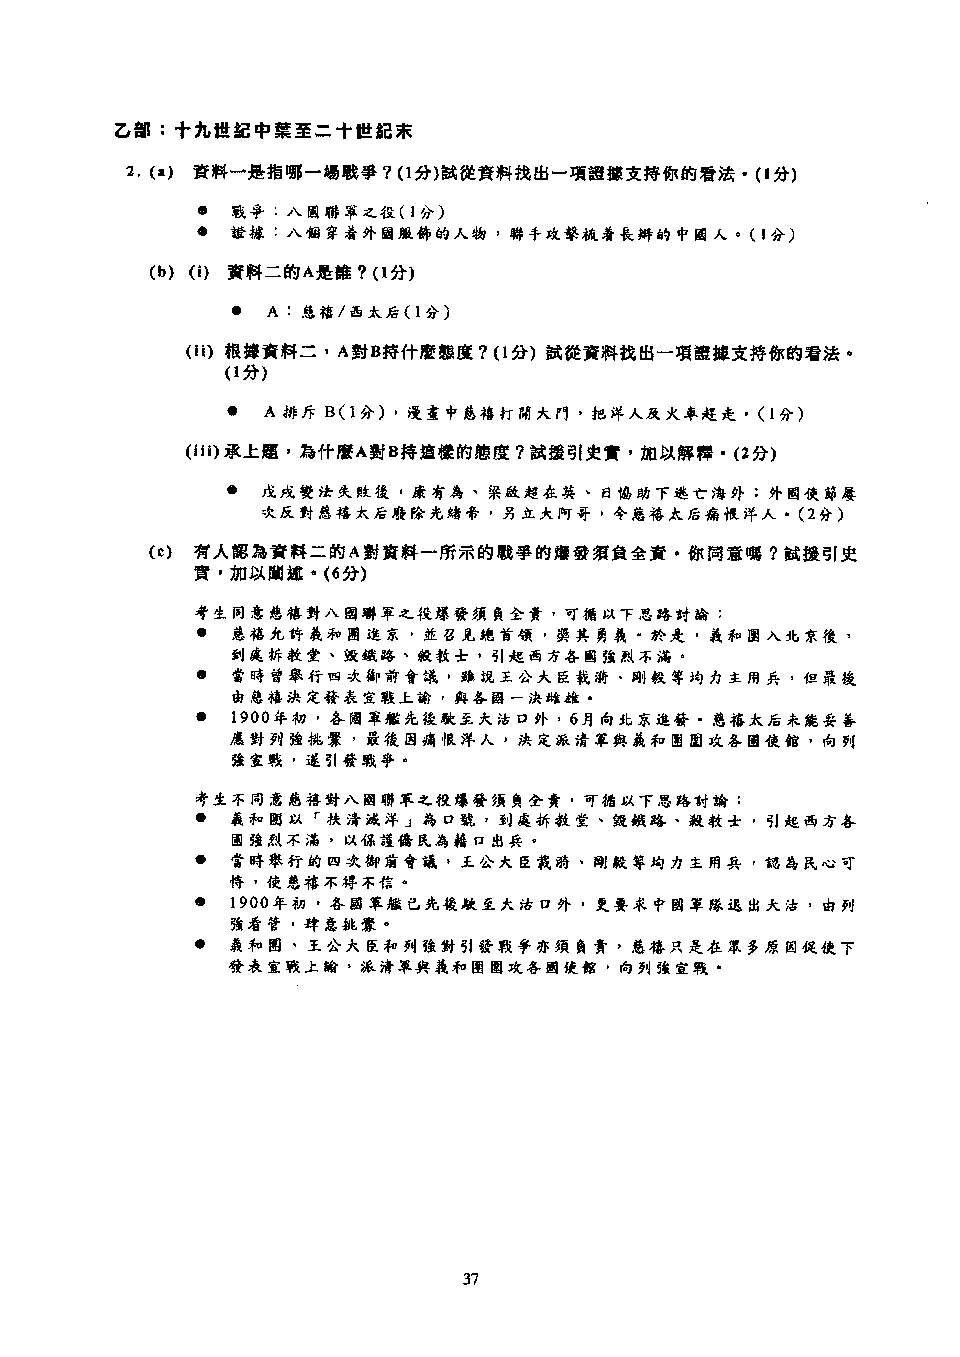 乙部：十九世紀中葉至二十世紀末
2. (a) 資料一是指哪一場戰爭？(1分)試從資料找出一項證據支持你的看法。(1分)
● 戰爭：八國聯軍之役(1分)
● 證據：八個穿着外國服飾的人物，聯手攻擊梳着長辮的中國人。(1分)
(b) (i) 資料二的A是誰？(1分)
● A：慈禧/西太后(1分)
(ii) 根據資料二，A對B持什麼態度？(1分) 試從資料找出一項證據支持你的看法。
(1分)
● A 排斥 B(1分)，漫畫中慈禧打開大門，把洋人及火車趕走。(1分)
(iii) 承上題，為什麼A對B持這樣的態度？試援引史實，加以解釋。(2分)
● 戊戌變法失敗後，康有為、梁啟超在英、日協助下逃亡海外；外國使節屢
次反對慈禧太后廢除光緒帝，另立大阿哥，令慈禧太后痛恨洋人。(2分)
(c) 有人認為資料二的A對資料一所示的戰爭的爆發須負全責。你同意嗎？試援引史
實，加以闡述。(6分)
考生同意慈禧對八國聯軍之役爆發須負全責，可循以下思路討論：
● 慈禧允許義和團進京，並召見總首領，獎其勇義。於是，義和團入北京後，
到處拆教堂、毀鐵路、殺教士，引起西方各國強烈不滿。
● 當時曾舉行四次御前會議，雖說王公大臣載漪、剛毅等均力主用兵，但最後
由慈禧決定發表宣戰上諭，與各國一決雌雄。
● 1900年初，各國軍艦先後駛至大沽口外，6月向北京進發。慈禧太后未能妥善
應對列強挑釁，最後因痛恨洋人，決定派清軍與義和團圍攻各國使館，向列
強宣戰，遂引發戰爭。
考生不同意慈禧對八國聯軍之役爆發須負全責，可循以下思路討論：
● 義和團以「扶清滅洋」為口號，到處拆教堂、毀鐵路、殺教士，引起西方各
國強烈不滿，以保護僑民為藉口出兵。
● 當時舉行的四次御前會議，王公大臣載漪、剛毅等均力主用兵，認為民心可
恃，使慈禧不得不信。
● 1900年初，各國軍艦已先後駛至大沽口外，更要求中國軍隊退出大沽，由列
強看管，肆意挑釁。
● 義和團、王公大臣和列強對引發戰爭亦須負責，慈禧只是在眾多原因促使下
發表宣戰上諭，派清軍與義和團圍攻各國使館，向列強宣戰。
37